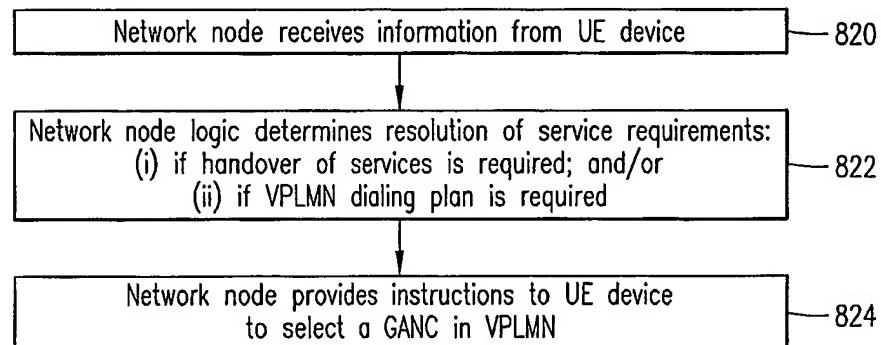 Network node receives information from UE device
820
Network node logic determines resolution of service requirements:
(i) if handover of services is required; and/or
(ii) if VPLMN dialing plan is required
822
Network node provides instructions to UE device
to select a GANC in VPLMN
824